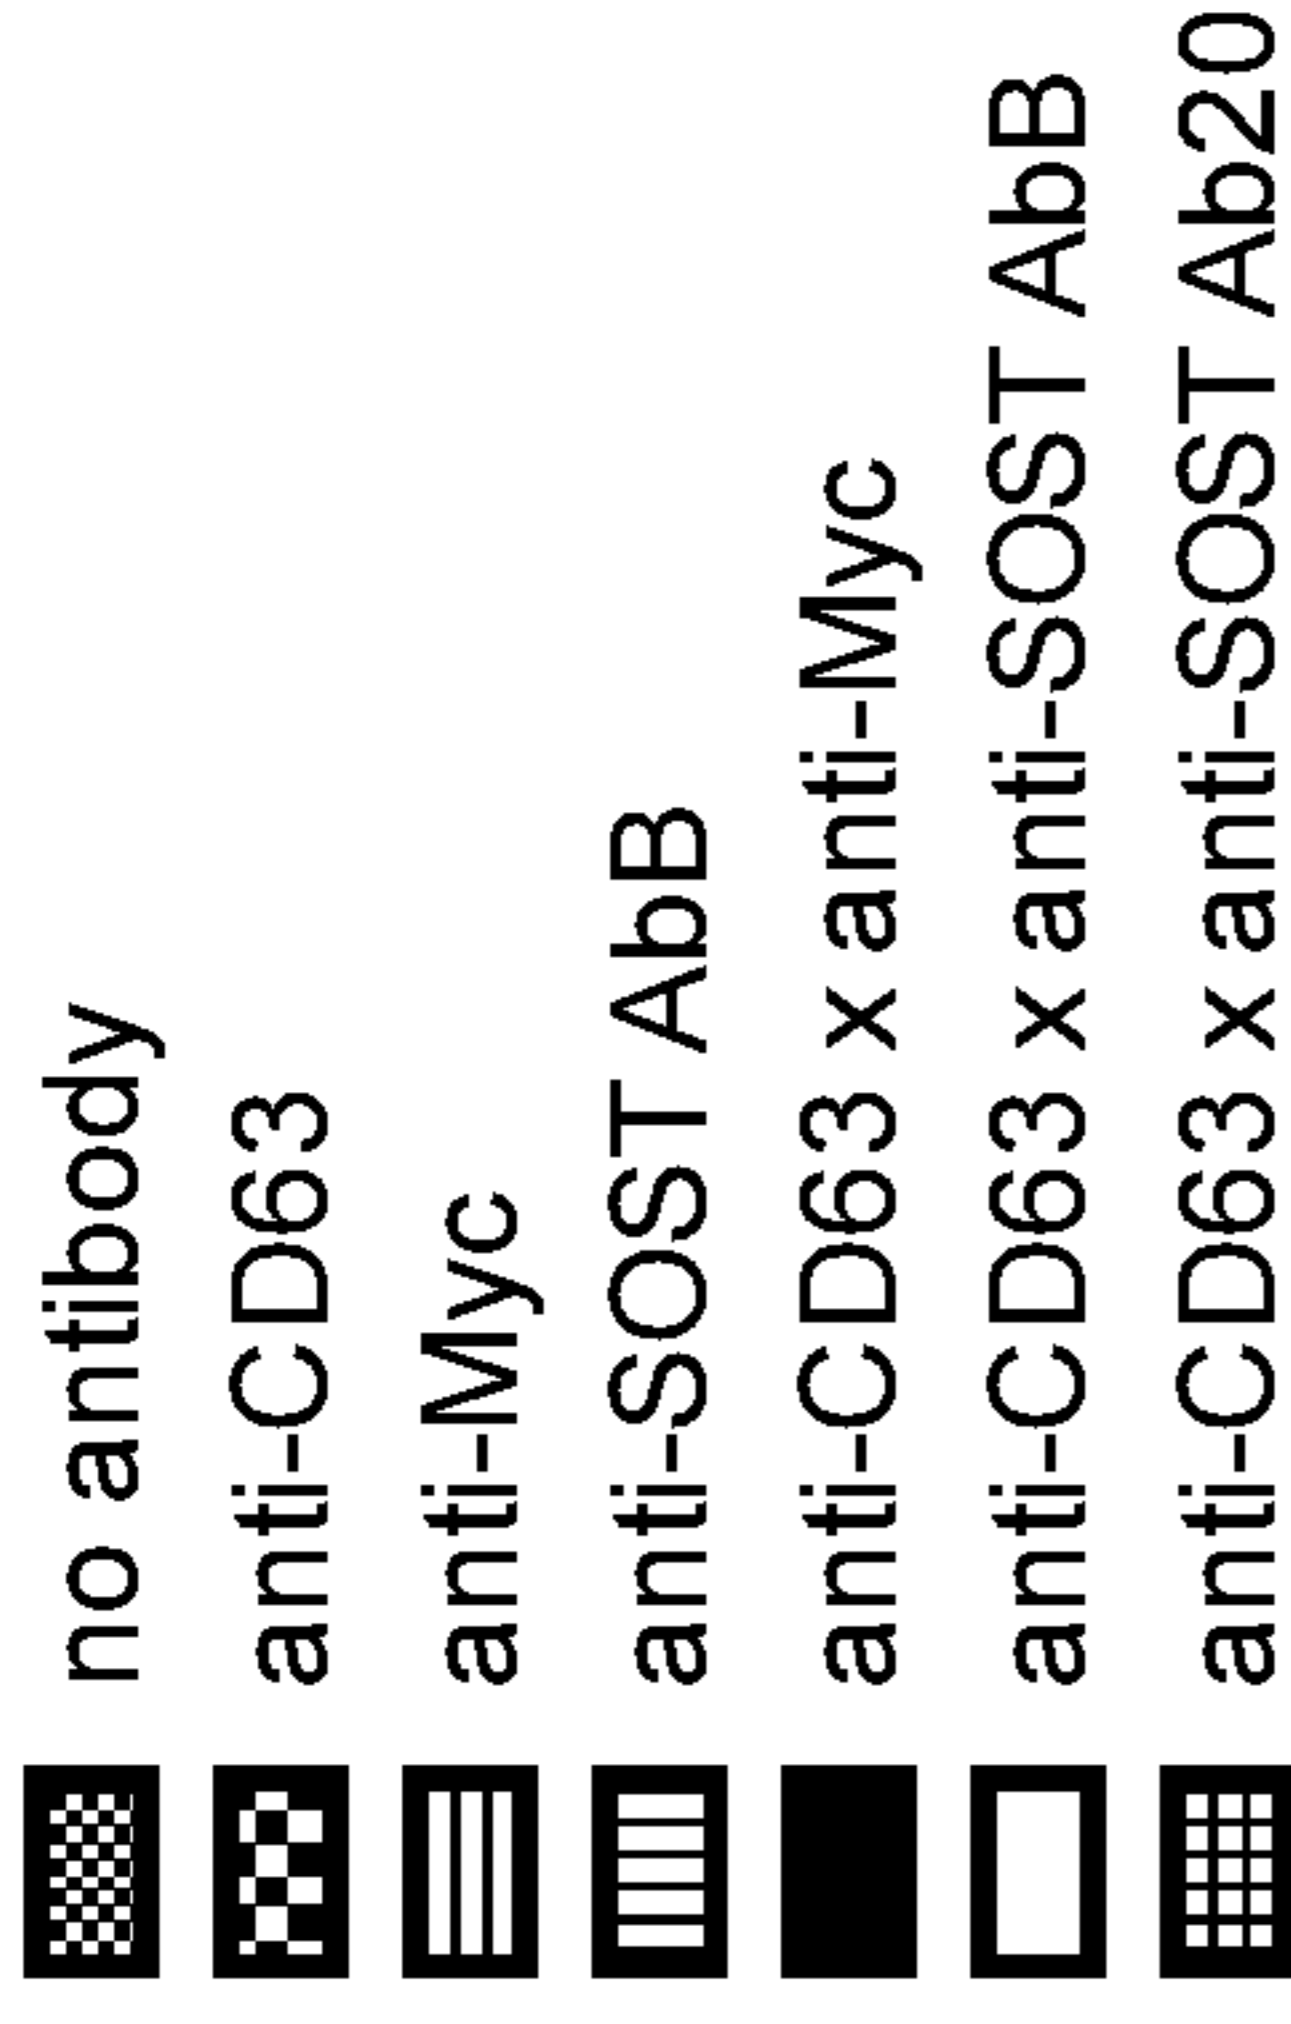 no antibody
anti-CD63
anti-Myc
anti-SOST AbB
anti-CD63 x anti-Myc
anti-CD63 x anti-SOST AbB
anti-CD63 x anti-SOST Ab20